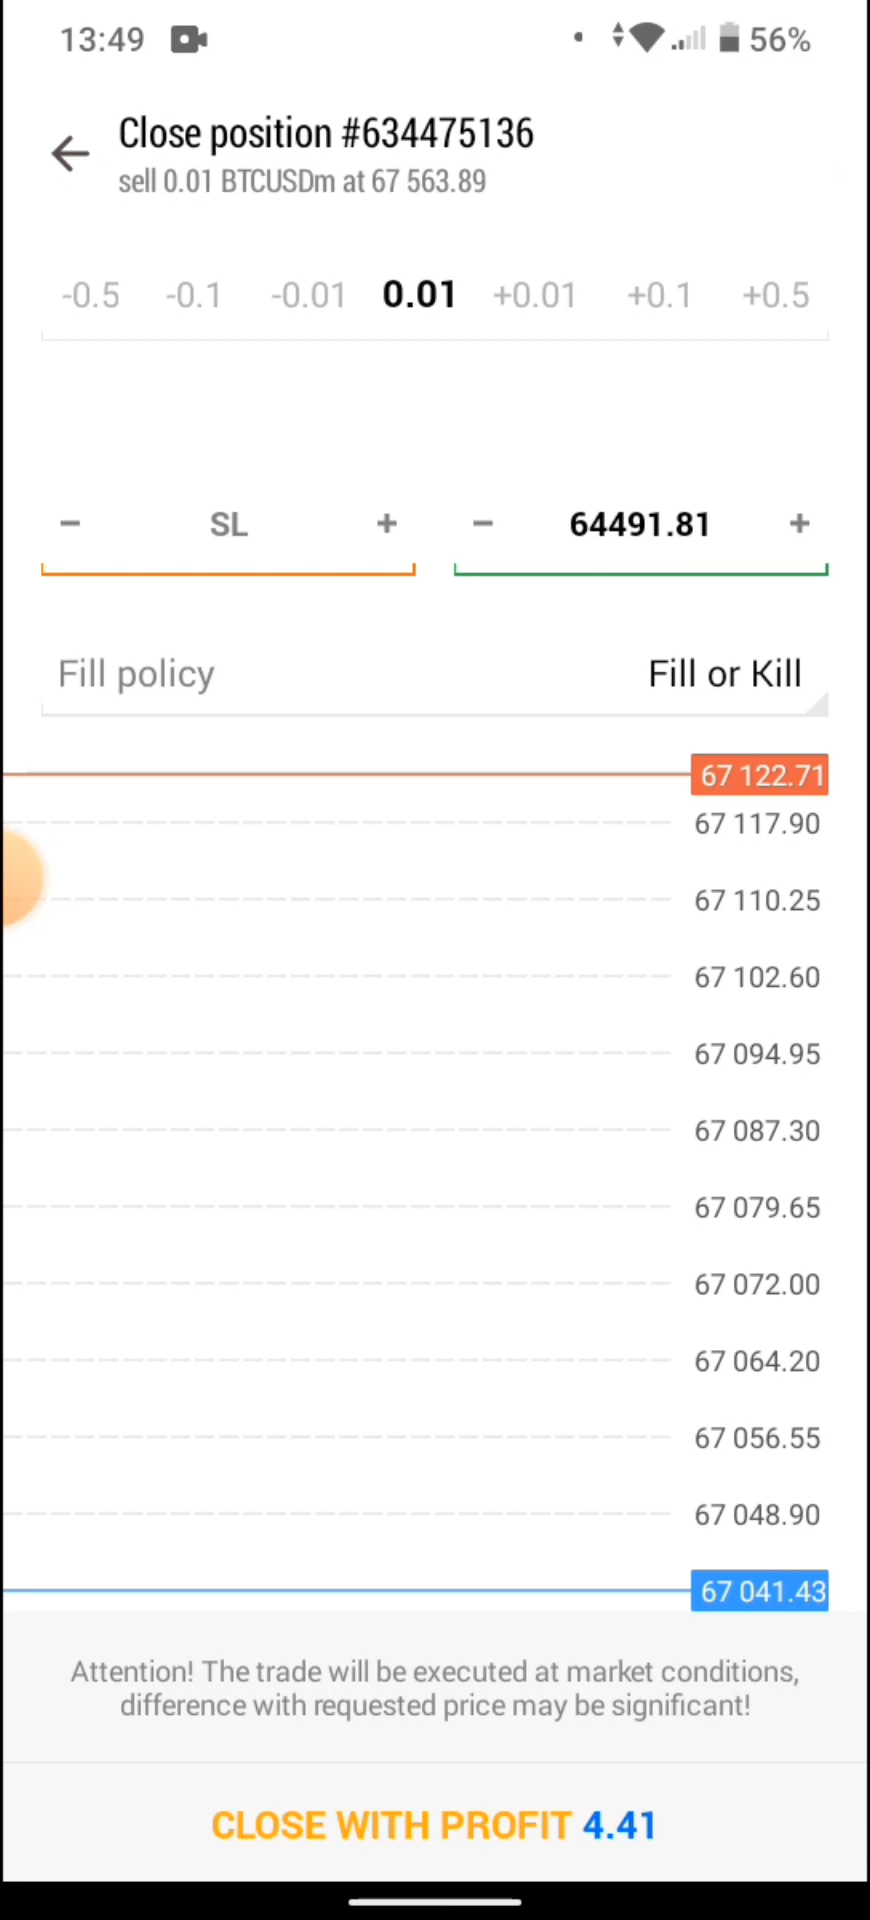 13:49 56%
Close position #634475136
sell 0.01 BTCUSDm at 67 563.89
-0.5 -0.1 -0.01 0.01 +0.01 +0.1 +0.5
− SL + − 64491.81 +
Fill policy Fill or Kill
67 122.71
67 117.90
67 110.25
67 102.60
67 094.95
67 087.30
67 079.65
67 072.00
67 064.20
67 056.55
67 048.90
67 041.43
Attention! The trade will be executed at market conditions,
difference with requested price may be significant!
CLOSE WITH PROFIT 4.41